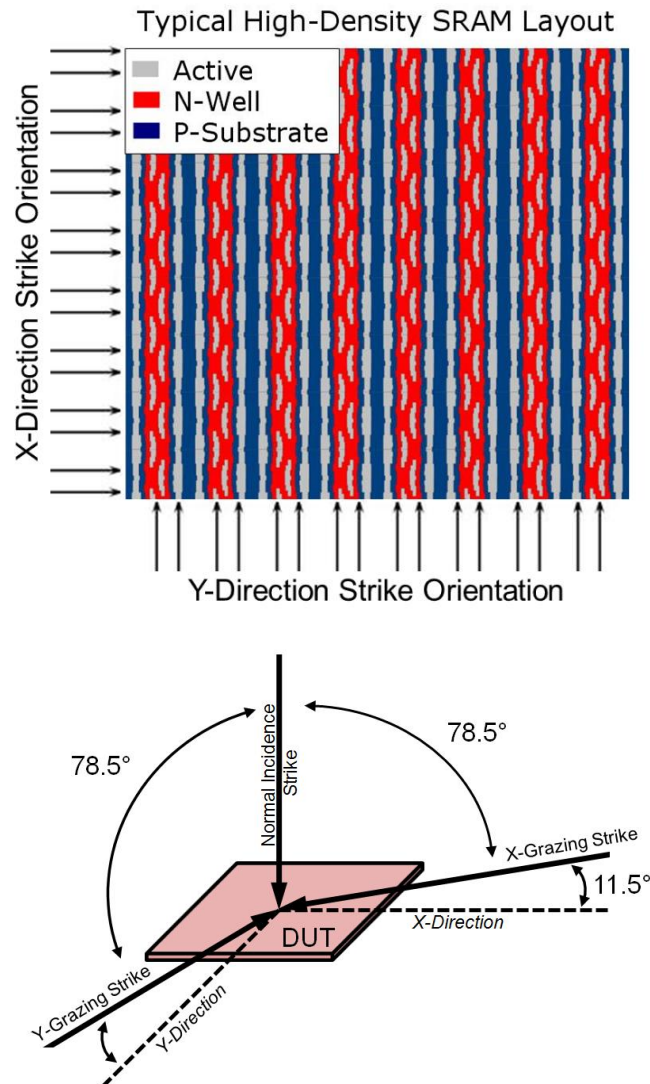 Typical High-Density SRAM Layout
Active
N-Well
P-Substrate
X-Direction Strike Orientation
Y-Direction Strike Orientation
Normal Incidence
Strike
78.5°
78.5°
X-Grazing Strike
11.5°
X-Direction
DUT
Y-Grazing Strike
Y-Direction